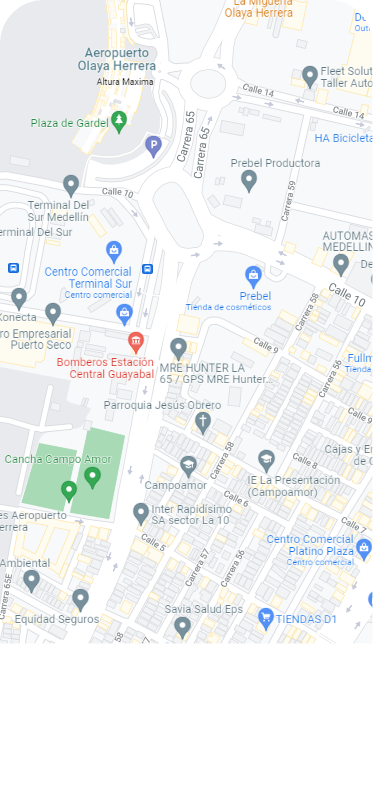 La Miguería
Olaya Herrera
Aeropuerto
Olaya Herrera
Altura Maxima
Fleet Solut
Taller Auto
Calle 14
Calle 14
Plaza de Gardel
P
Carrera 65
Carrera 65
HA Bicicleta
Prebel Productora
Calle 10
Carrera 59
Terminal Del
Sur Medellín
erminal Del Sur
AUTOMAS
MEDELLIN
De
Centro Comercial
Terminal Sur
Centro comercial
Prebel
Tienda de cosméticos
Calle 10
Carrera 58
Konecta
ro Empresarial
Puerto Seco
Calle 9
Bomberos Estación
Central Guayabal
MRE HUNTER LA
65 / GPS MRE Hunter...
Fullm
Tienda
Carrera 56
Parroquia Jesús Obrero
Calle 9
Cancha Campo Amor
Carrera 58
Calle 8
Cajas y En
de C
Campoamor
IE La Presentación
(Campoamor)
Calle 6
es Aeropuerto
errera
Inter Rapidísimo
SA sector La 10
Calle 7
Calle 5
Centro Comercial
Platino Plaza
Centro comercial
Ambiental
Carrera 57
Carrera 56
Carrera 65E
Equidad Seguros
Savia Salud Eps
TIENDAS D1
58